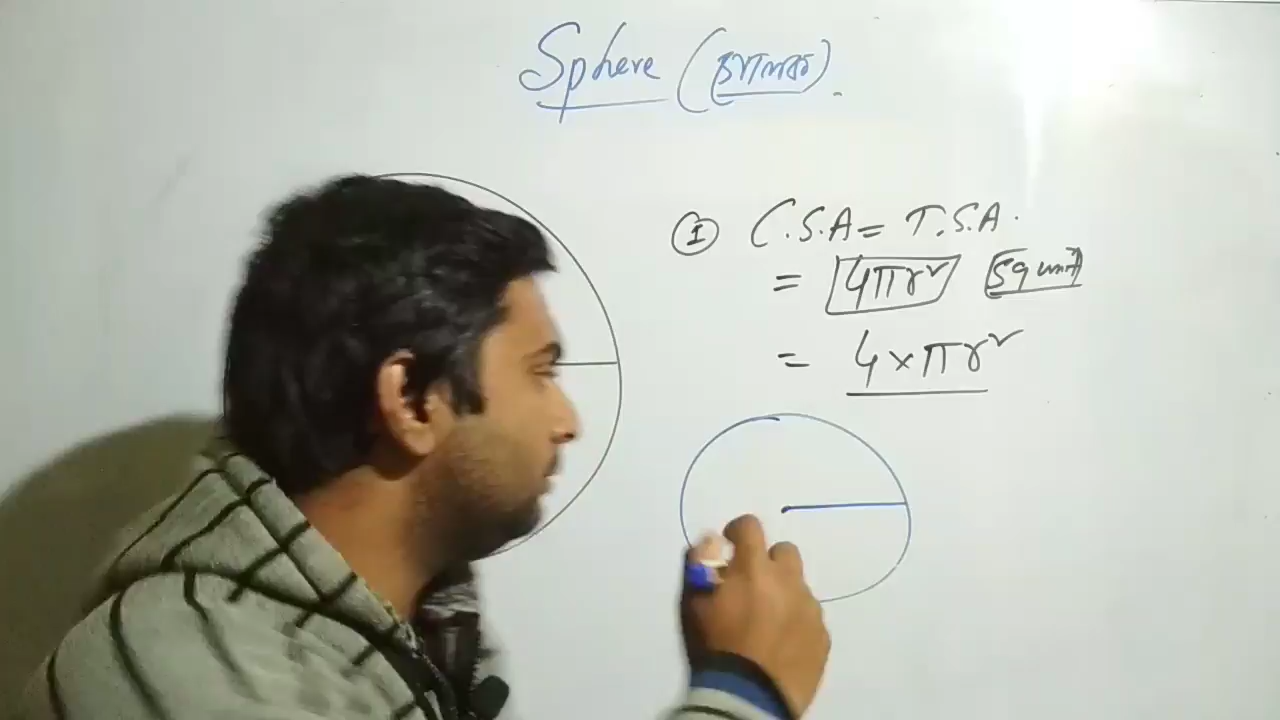 Sphere (গোলক).
① C.S.A = T.S.A.
= 4πr² sq unit
= 4×πr²